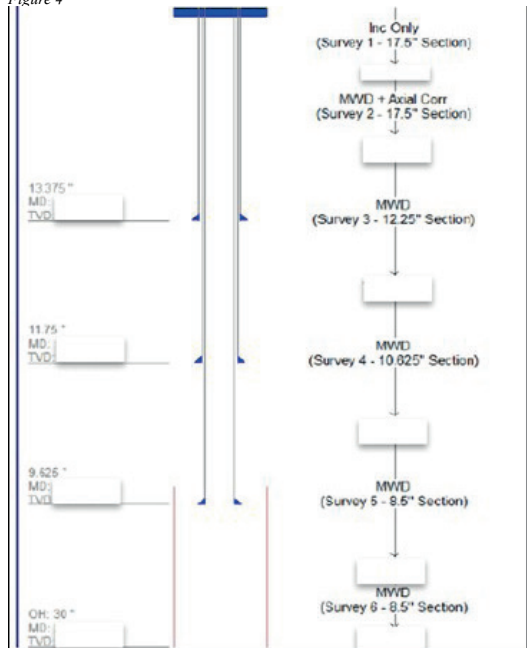 Figure 4
Inc Only
(Survey 1 - 17.5" Section)
MWD + Axial Corr
(Survey 2 - 17.5" Section)
13.375 "
MD:
TVD:
MWD
(Survey 3 - 12.25" Section)
11.75 "
MD:
TVD:
MWD
(Survey 4 - 10.625" Section)
9.625 "
MD:
TVD:
MWD
(Survey 5 - 8.5" Section)
MWD
(Survey 6 - 8.5" Section)
OH: 30 "
MD:
TVD: